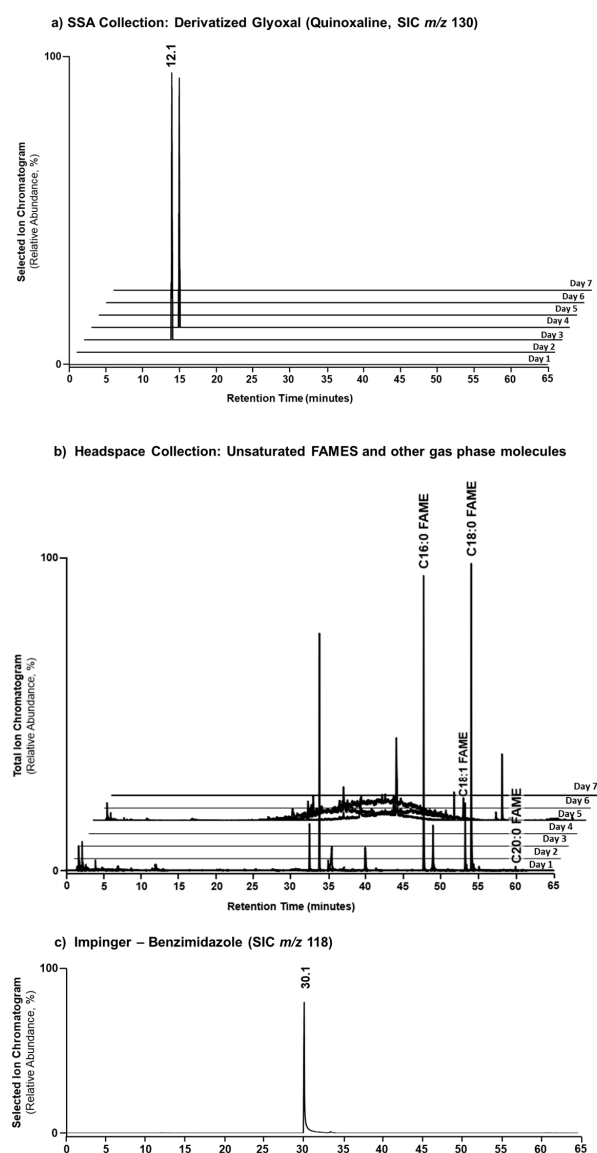 a) SSA Collection: Derivatized Glyoxal (Quinoxaline, SIC m/z 130)
100
12.1
Selected Ion Chromatogram
(Relative Abundance, %)
Day 7
Day 6
Day 5
Day 4
Day 3
Day 2
Day 1
0
0 5 10 15 20 25 30 35 40 45 50 55 60 65
Retention Time (minutes)
b) Headspace Collection: Unsaturated FAMES and other gas phase molecules
100
C16:0 FAME
C18:0 FAME
C18:1 FAME
C20:0 FAME
Total Ion Chromatogram
(Relative Abundance, %)
Day 7
Day 6
Day 5
Day 4
Day 3
Day 2
Day 1
0
0 5 10 15 20 25 30 35 40 45 50 55 60 65
Retention Time (minutes)
c) Impinger – Benzimidazole (SIC m/z 118)
100
30.1
Selected Ion Chromatogram
(Relative Abundance, %)
0
0 5 10 15 20 25 30 35 40 45 50 55 60 65